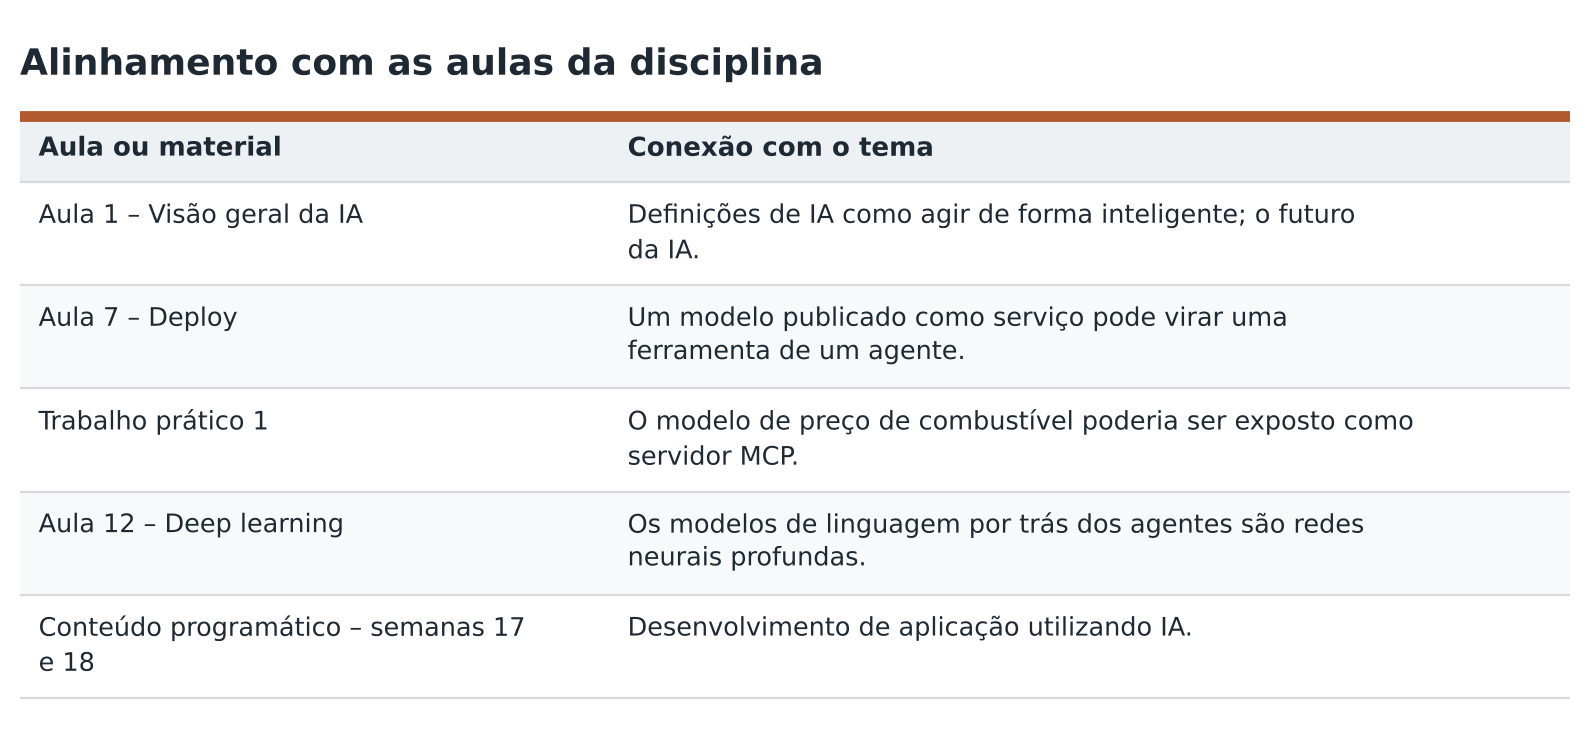 Alinhamento com as aulas da disciplina
Aula ou material
Conexão com o tema
Aula 1 – Visão geral da IA
Definições de IA como agir de forma inteligente; o futuro
da IA.
Aula 7 – Deploy
Um modelo publicado como serviço pode virar uma
ferramenta de um agente.
Trabalho prático 1
O modelo de preço de combustível poderia ser exposto como
servidor MCP.
Aula 12 – Deep learning
Os modelos de linguagem por trás dos agentes são redes
neurais profundas.
Conteúdo programático – semanas 17
e 18
Desenvolvimento de aplicação utilizando IA.